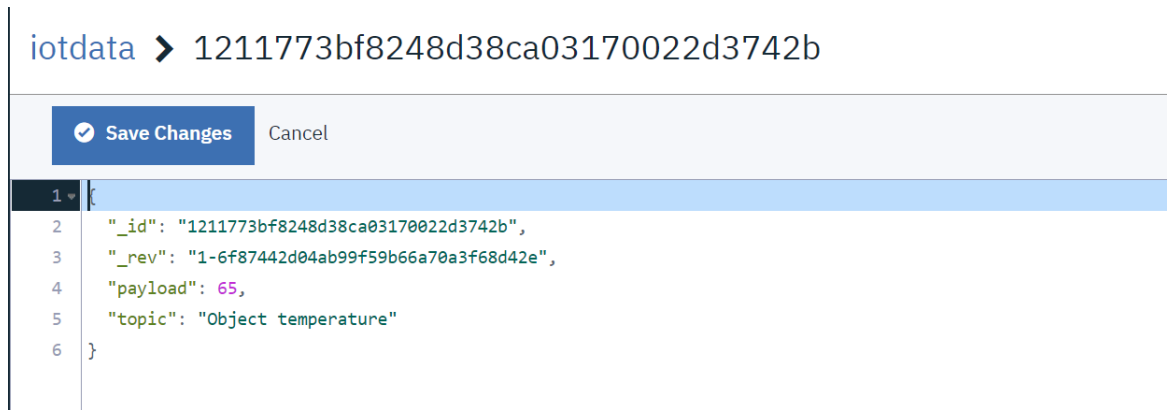 iotdata > 1211773bf8248d38ca03170022d3742b
Save Changes Cancel
1 {
2 "_id": "1211773bf8248d38ca03170022d3742b",
3 "_rev": "1-6f87442d04ab99f59b66a70a3f68d42e",
4 "payload": 65,
5 "topic": "Object temperature"
6 }